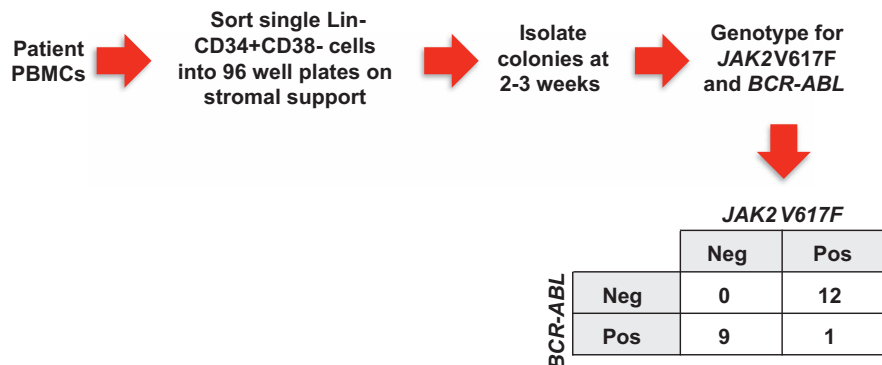 Patient
PBMCs
Sort single Lin-
CD34+CD38- cells
into 96 well plates on
stromal support
Isolate
colonies at
2-3 weeks
Genotype for
JAK2V617F
and BCR-ABL
JAK2 V617F
Neg Pos
BCR-ABL
Neg 0 12
Pos 9 1